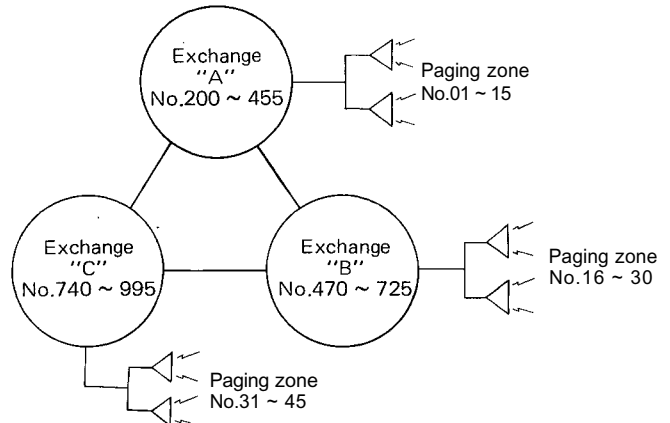 Exchange
"A"
No.200 ~ 455
Paging zone
No.01 ~ 15
Exchange
"C"
No.740 ~ 995
Exchange
"B"
No.470 ~ 725
Paging zone
No.16 ~ 30
Paging zone
No.31 ~ 45